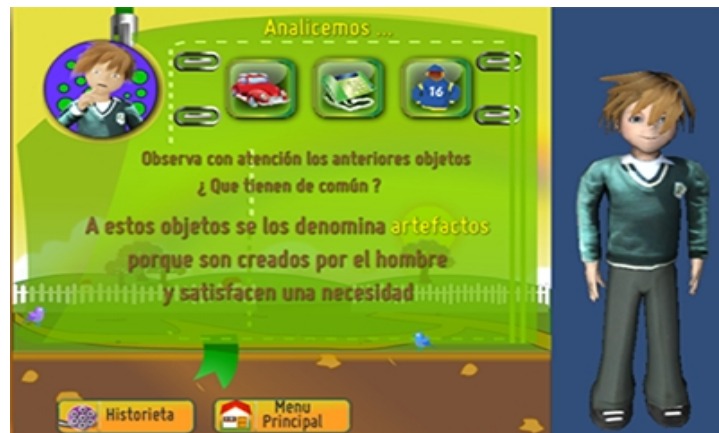 Analicemos ...
16
Observa con atención los anteriores objetos
¿ Que tienen de común ?
A estos objetos se los denomina artefactos
porque son creados por el hombre
y satisfacen una necesidad
Historieta
Menu
Principal